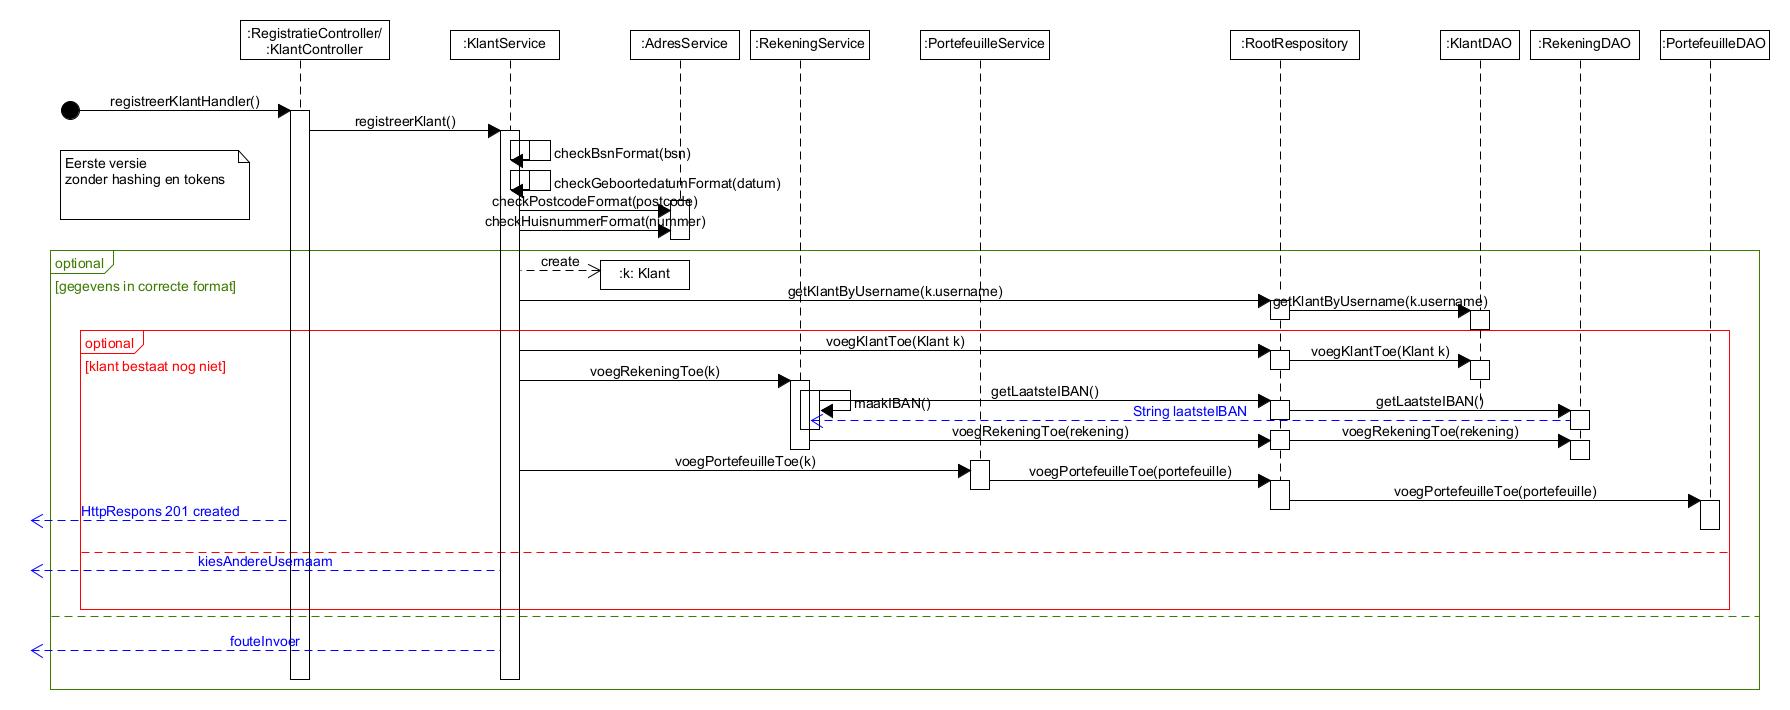 :RegistratieController/
:KlantController
:KlantService
:AdresService
:RekeningService
:PortefeuilleService
:RootRespository
:KlantDAO
:RekeningDAO
:PortefeuilleDAO
registreerKlantHandler()
registreerKlant()
Eerste versie
zonder hashing en tokens
checkBsnFormat(bsn)
checkGeboortedatumFormat(datum)
checkPostcodeFormat(postcode)
checkHuisnummerFormat(nummer)
optional
[gegevens in correcte format]
create
:k: Klant
getKlantByUsername(k.username)
getKlantByUsername(k.username)
optional
[klant bestaat nog niet]
voegKlantToe(Klant k)
voegKlantToe(Klant k)
voegRekeningToe(k)
getLaatsteIBAN()
maakIBAN()
getLaatsteIBAN()
String laatsteIBAN
voegRekeningToe(rekening)
voegRekeningToe(rekening)
voegPortefeuilleToe(k)
voegPortefeuilleToe(portefeuille)
voegPortefeuilleToe(portefeuille)
HttpRespons 201 created
kiesAndereUsernaam
fouteInvoer